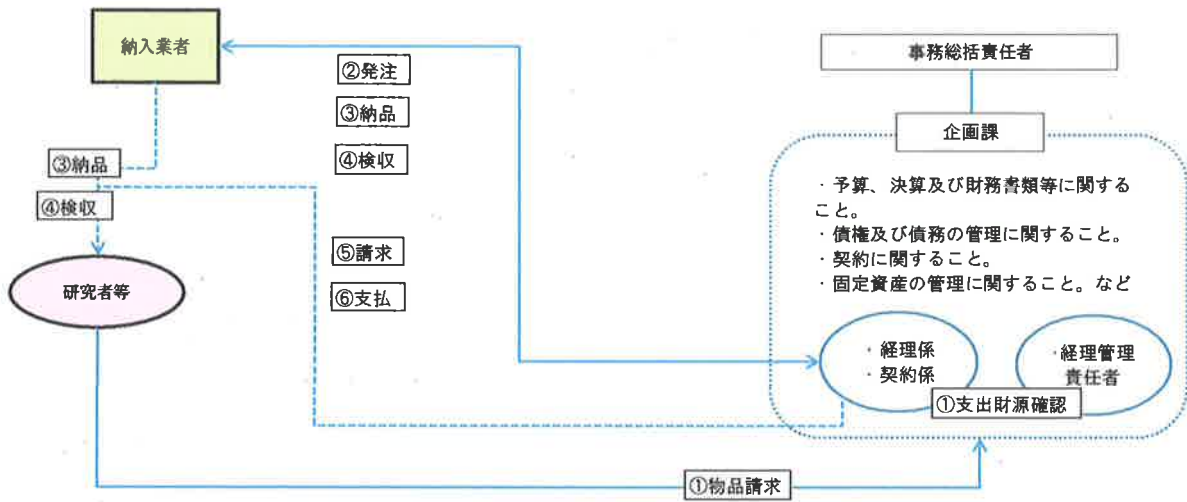 納入業者
②発注
③納品
④検収
⑤請求
⑥支払
③納品
④検収
研究者等
事務総括責任者
企画課
・予算、決算及び財務書類等に関する
こと。
・債権及び債務の管理に関すること。
・契約に関すること。
・固定資産の管理に関すること。など
・経理係
・契約係
・経理管理
責任者
①支出財源確認
①物品請求